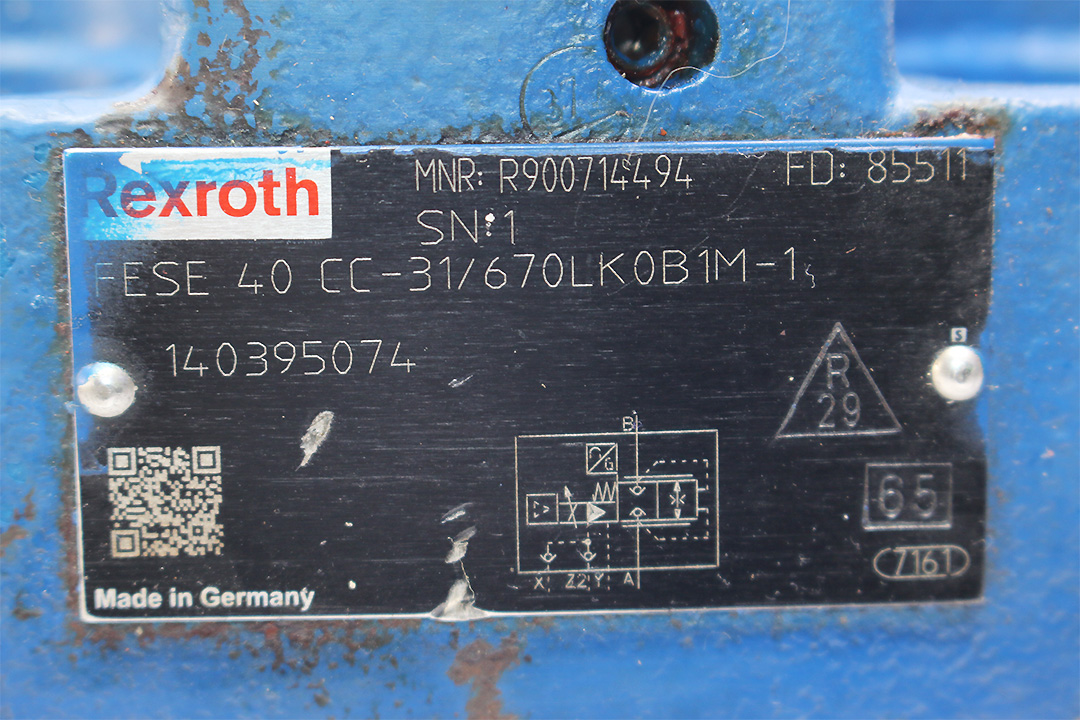 31
Rexroth
MNR: R900714494
FD: 85511
SN:1
FESE 40 CC-31/670LK0B1M-1
140395074
S
R
29
B
G
65
X Z2 Y A
7161
Made in Germany